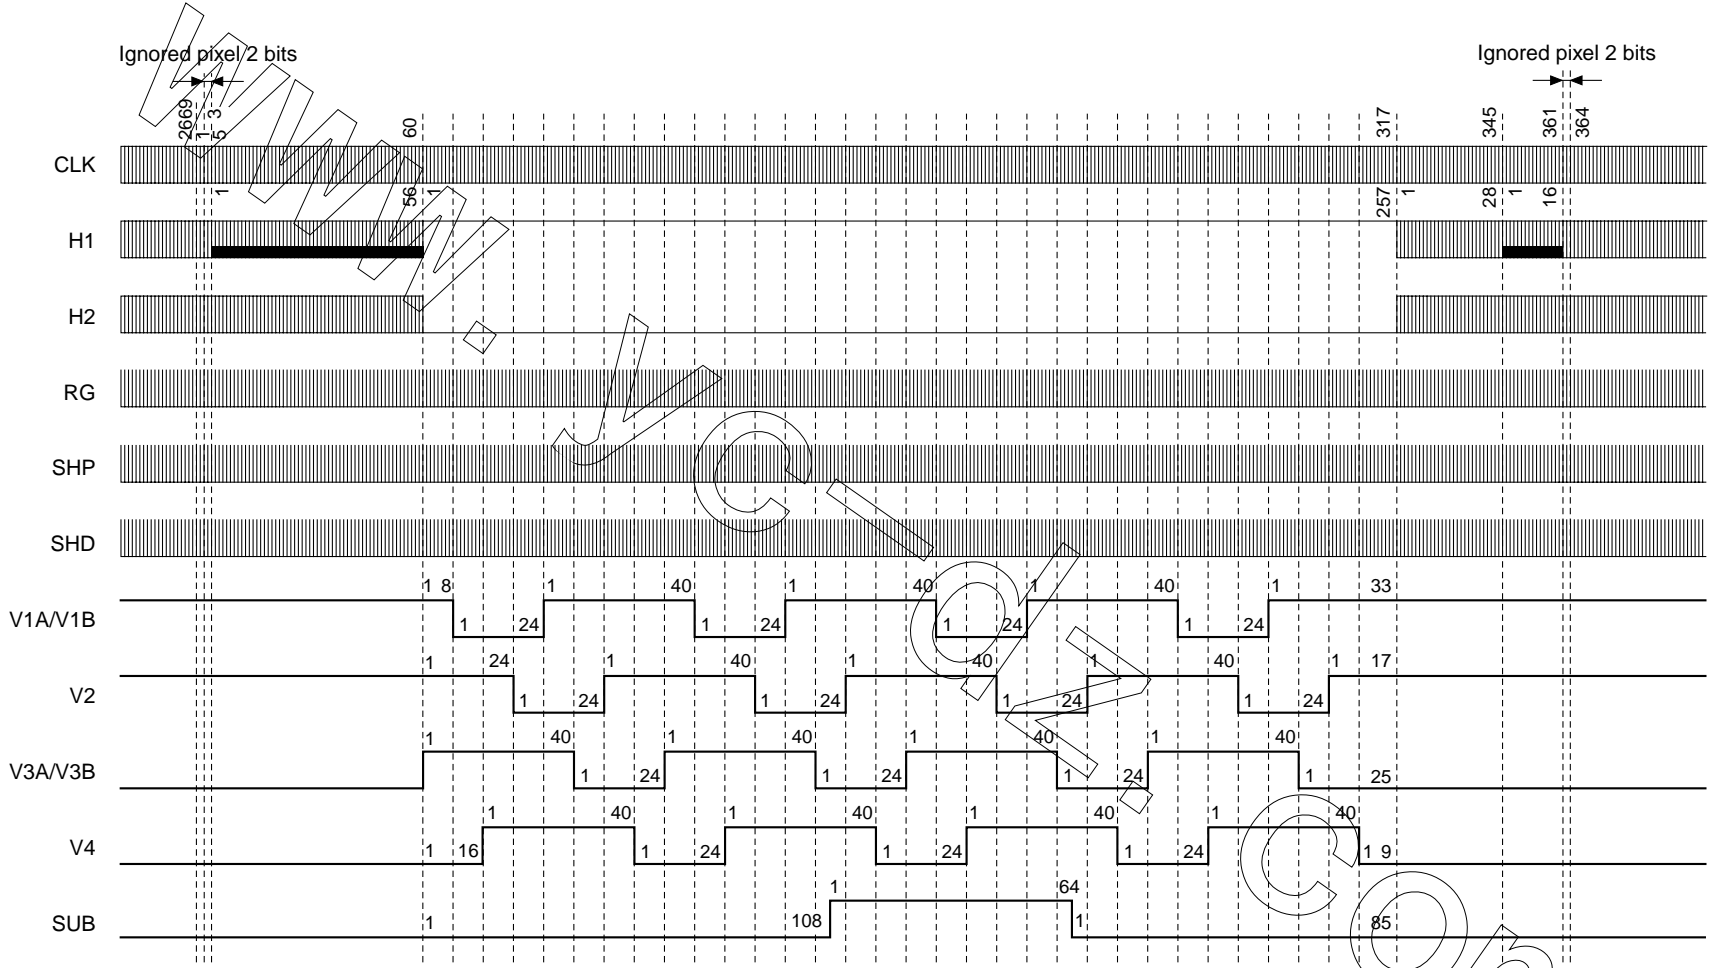 Ignored pixel 2 bits Ignored pixel 2 bits
2669 1 3 5 60 317 345 361 364
CLK
1 56 1 257 1 28 1 16
H1
H2
RG
SHP
SHD
1 8 1 40 1 40 1 40 1 33
V1A/V1B 1 24 1 24 1 24 1 24
1 24 1 40 1 40 1 40 1 17
V2 1 24 1 24 1 24 1 24
1 40 1 40 1 40 1 40
V3A/V3B 1 24 1 24 1 24 1 25
1 40 1 40 1 40 1 40
V4 1 16 1 24 1 24 1 24 1 9
1 64
SUB 1 108 1 85
www.yc-dz.com